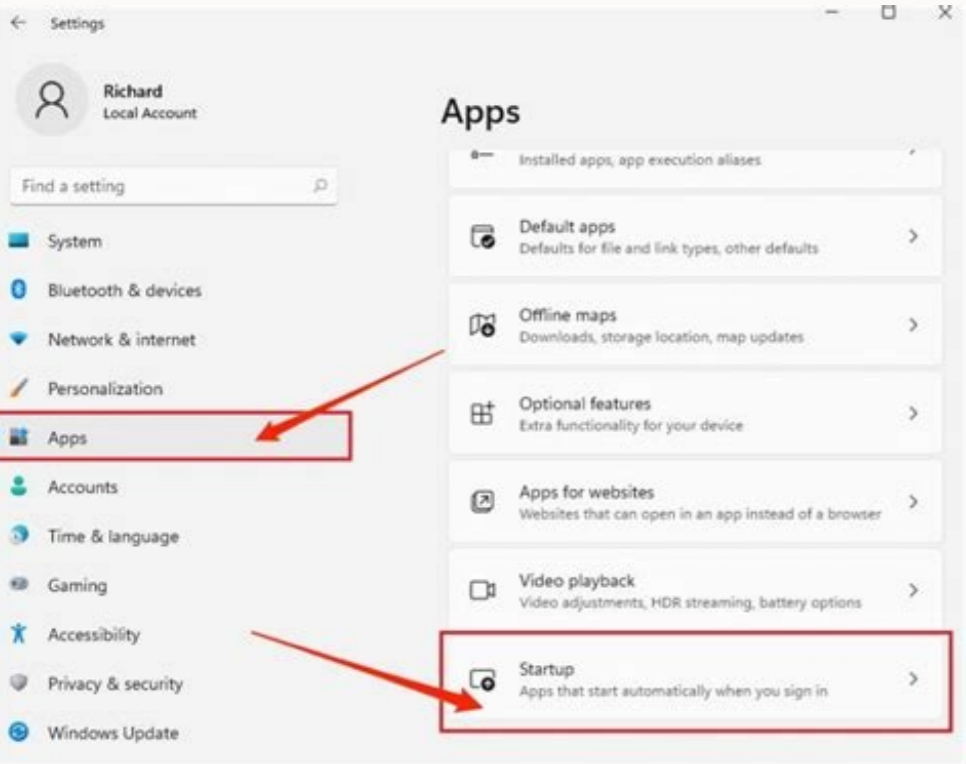 Settings
Richard
Local Account
Find a setting
System
Bluetooth & devices
Network & internet
Personalization
Apps
Accounts
Time & language
Gaming
Accessibility
Privacy & security
Windows Update
Apps
Installed apps, app execution aliases
Default apps
Defaults for file and link types, other defaults
Offline maps
Downloads, storage location, map updates
Optional features
Extra functionality for your device
Apps for websites
Websites that can open in an app instead of a browser
Video playback
Video adjustments, HDR streaming, battery options
Startup
Apps that start automatically when you sign in